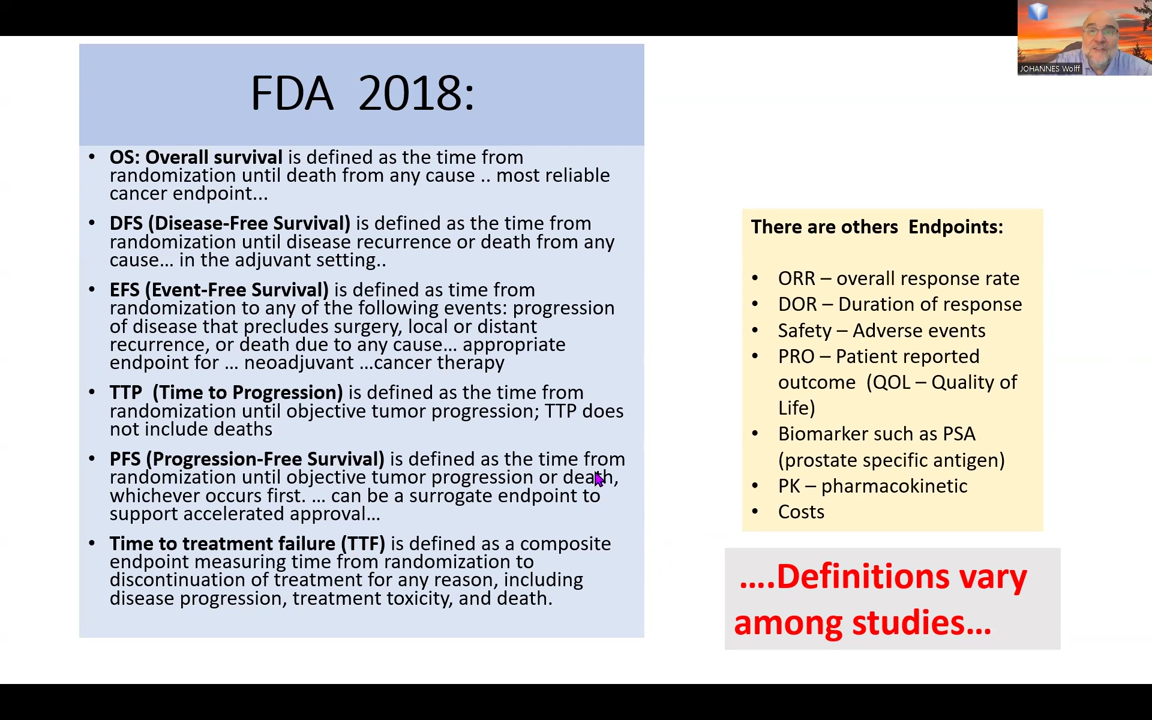 FDA 2018:
• OS: Overall survival is defined as the time from
randomization until death from any cause .. most reliable
cancer endpoint...
• DFS (Disease-Free Survival) is defined as the time from
randomization until disease recurrence or death from any
cause… in the adjuvant setting..
• EFS (Event-Free Survival) is defined as time from
randomization to any of the following events: progression
of disease that precludes surgery, local or distant
recurrence, or death due to any cause… appropriate
endpoint for … neoadjuvant …cancer therapy
• TTP (Time to Progression) is defined as the time from
randomization until objective tumor progression; TTP does
not include deaths
• PFS (Progression-Free Survival) is defined as the time from
randomization until objective tumor progression or death,
whichever occurs first. … can be a surrogate endpoint to
support accelerated approval…
• Time to treatment failure (TTF) is defined as a composite
endpoint measuring time from randomization to
discontinuation of treatment for any reason, including
disease progression, treatment toxicity, and death.
JOHANNES Wolff
There are others Endpoints:
• ORR – overall response rate
• DOR – Duration of response
• Safety – Adverse events
• PRO – Patient reported
outcome (QOL – Quality of
Life)
• Biomarker such as PSA
(prostate specific antigen)
• PK – pharmacokinetic
• Costs
….Definitions vary
among studies…